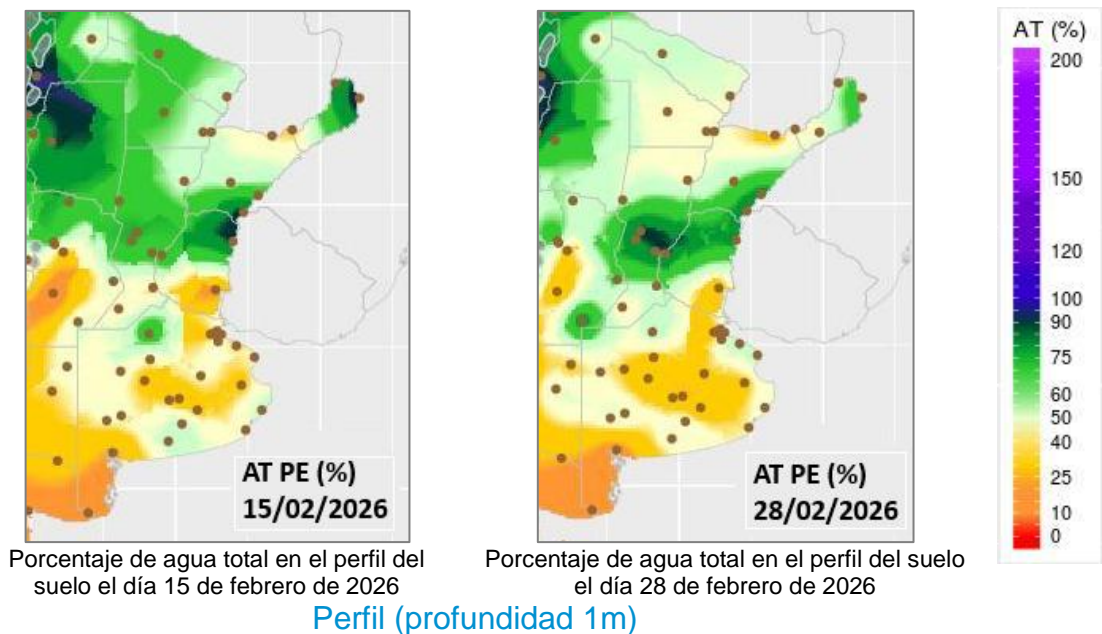 AT PE (%)
15/02/2026
AT PE (%)
28/02/2026
AT (%)
200
150
120
100
90
75
60
50
40
25
10
0
Porcentaje de agua total en el perfil del
suelo el día 15 de febrero de 2026
Porcentaje de agua total en el perfil del suelo
el día 28 de febrero de 2026
Perfil (profundidad 1m)